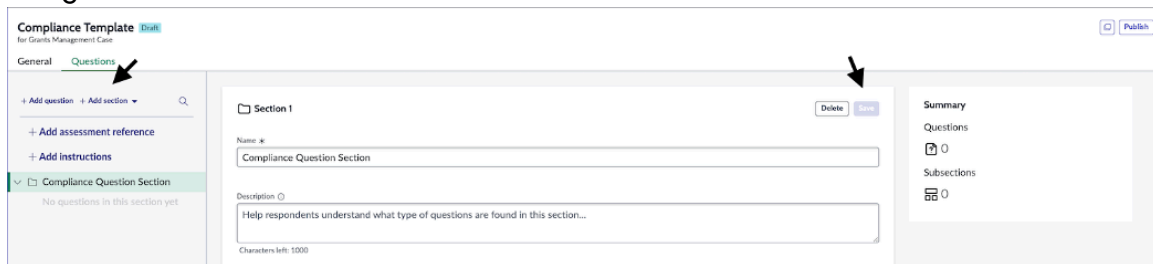 Compliance Template Draft
for Grants Management Case
Publish
General Questions
+ Add question + Add section
+ Add assessment reference
+ Add instructions
Compliance Question Section
No questions in this section yet
Section 1
Delete Save
Name *
Compliance Question Section
Description
Help respondents understand what type of questions are found in this section...
Characters left: 1000
Summary
Questions
0
Subsections
0